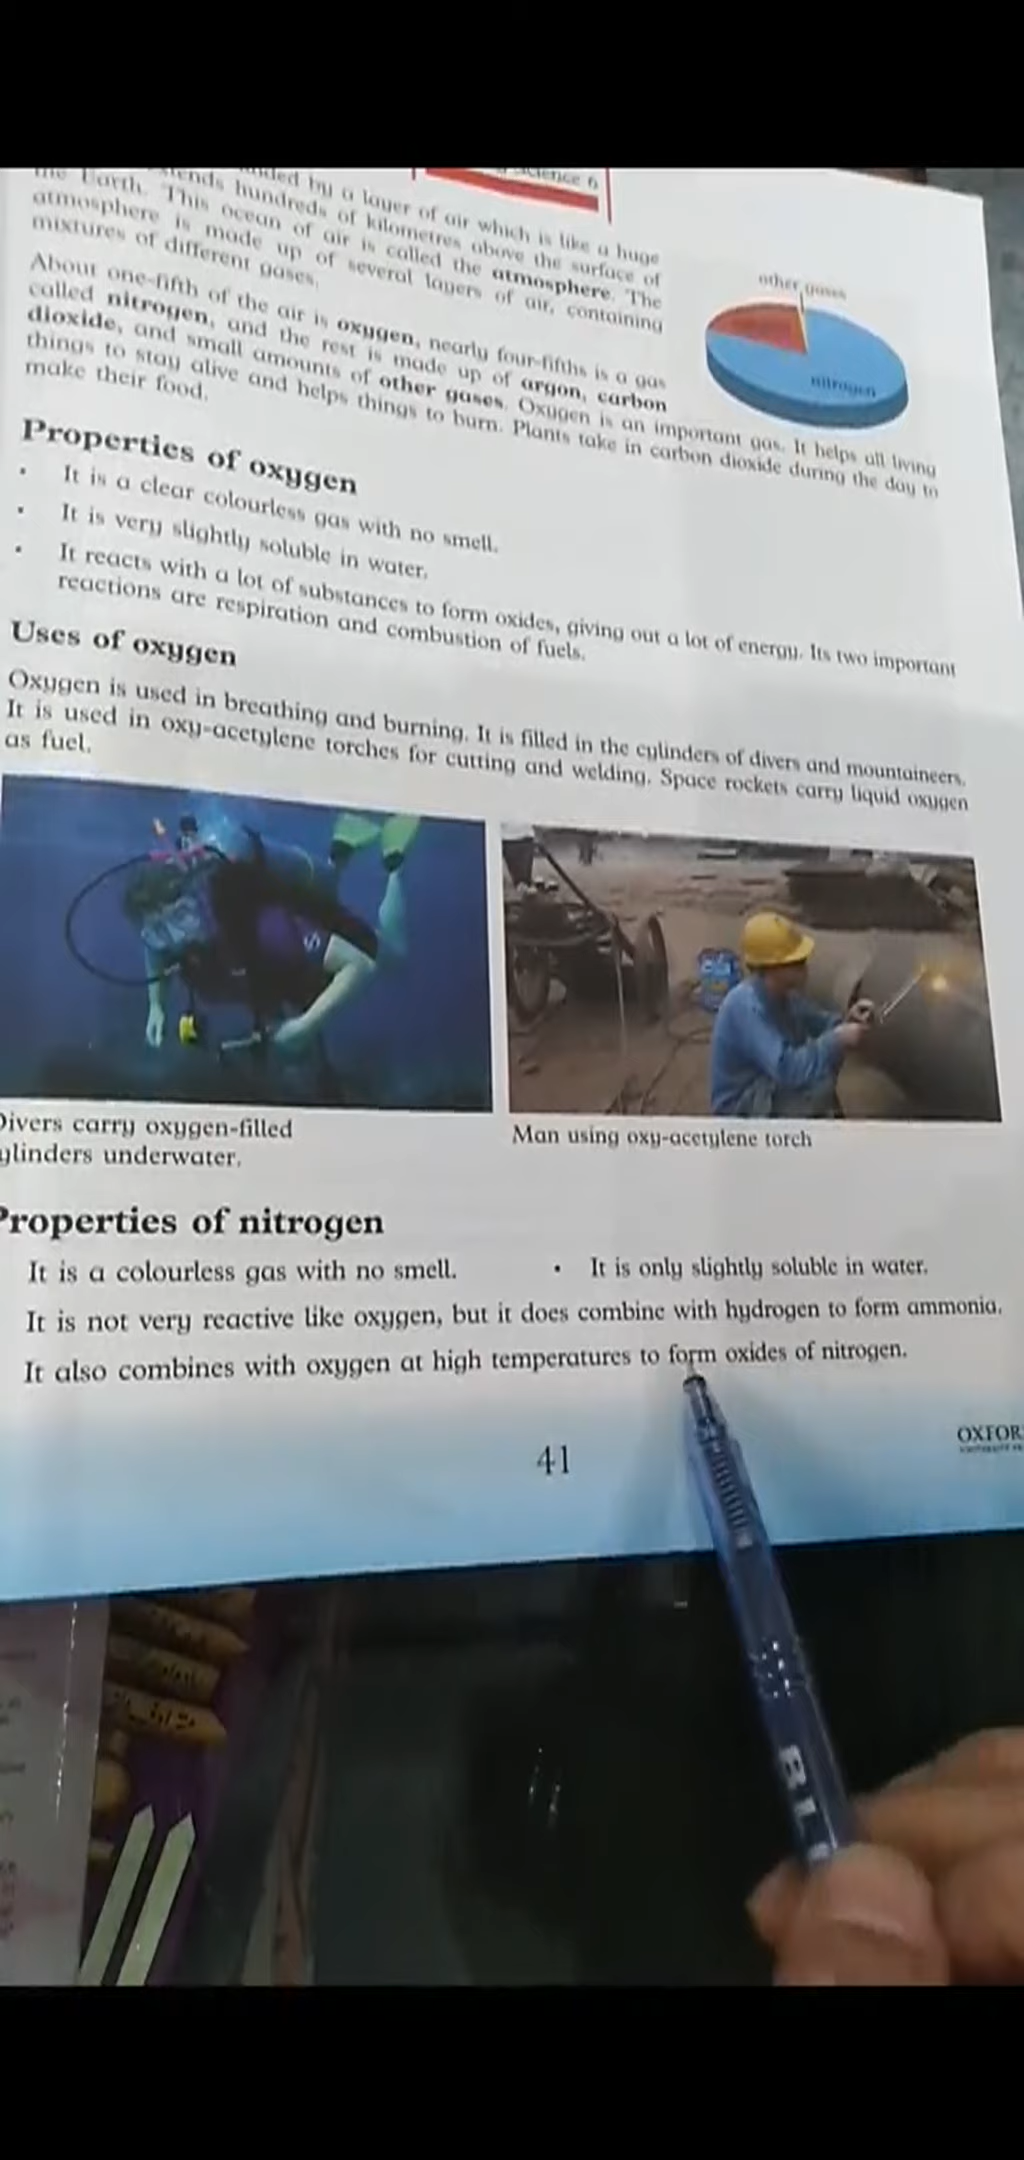 Science 6
by a layer of air which is like a huge
hundreds of kilometres above the surface of
the Earth. This ocean of air is called the atmosphere. The
atmosphere is made up of several layers of air, containing
mixtures of different gases.
About one-fifth of the air is oxygen, nearly four-fifths is a gas
called nitrogen, and the rest is made up of argon, carbon
dioxide, and small amounts of other gases. Oxygen is an important gas. It helps all living
things to stay alive and helps things to burn. Plants take in carbon dioxide during the day to
make their food.
other gases
nitrogen
Properties of oxygen
• It is a clear colourless gas with no smell.
• It is very slightly soluble in water.
• It reacts with a lot of substances to form oxides, giving out a lot of energy. Its two important
reactions are respiration and combustion of fuels.
Uses of oxygen
Oxygen is used in breathing and burning. It is filled in the cylinders of divers and mountaineers.
It is used in oxy-acetylene torches for cutting and welding. Space rockets carry liquid oxygen
as fuel.
Divers carry oxygen-filled
ylinders underwater.
Man using oxy-acetylene torch
Properties of nitrogen
It is a colourless gas with no smell.
• It is only slightly soluble in water.
It is not very reactive like oxygen, but it does combine with hydrogen to form ammonia.
It also combines with oxygen at high temperatures to form oxides of nitrogen.
41
OXFOR